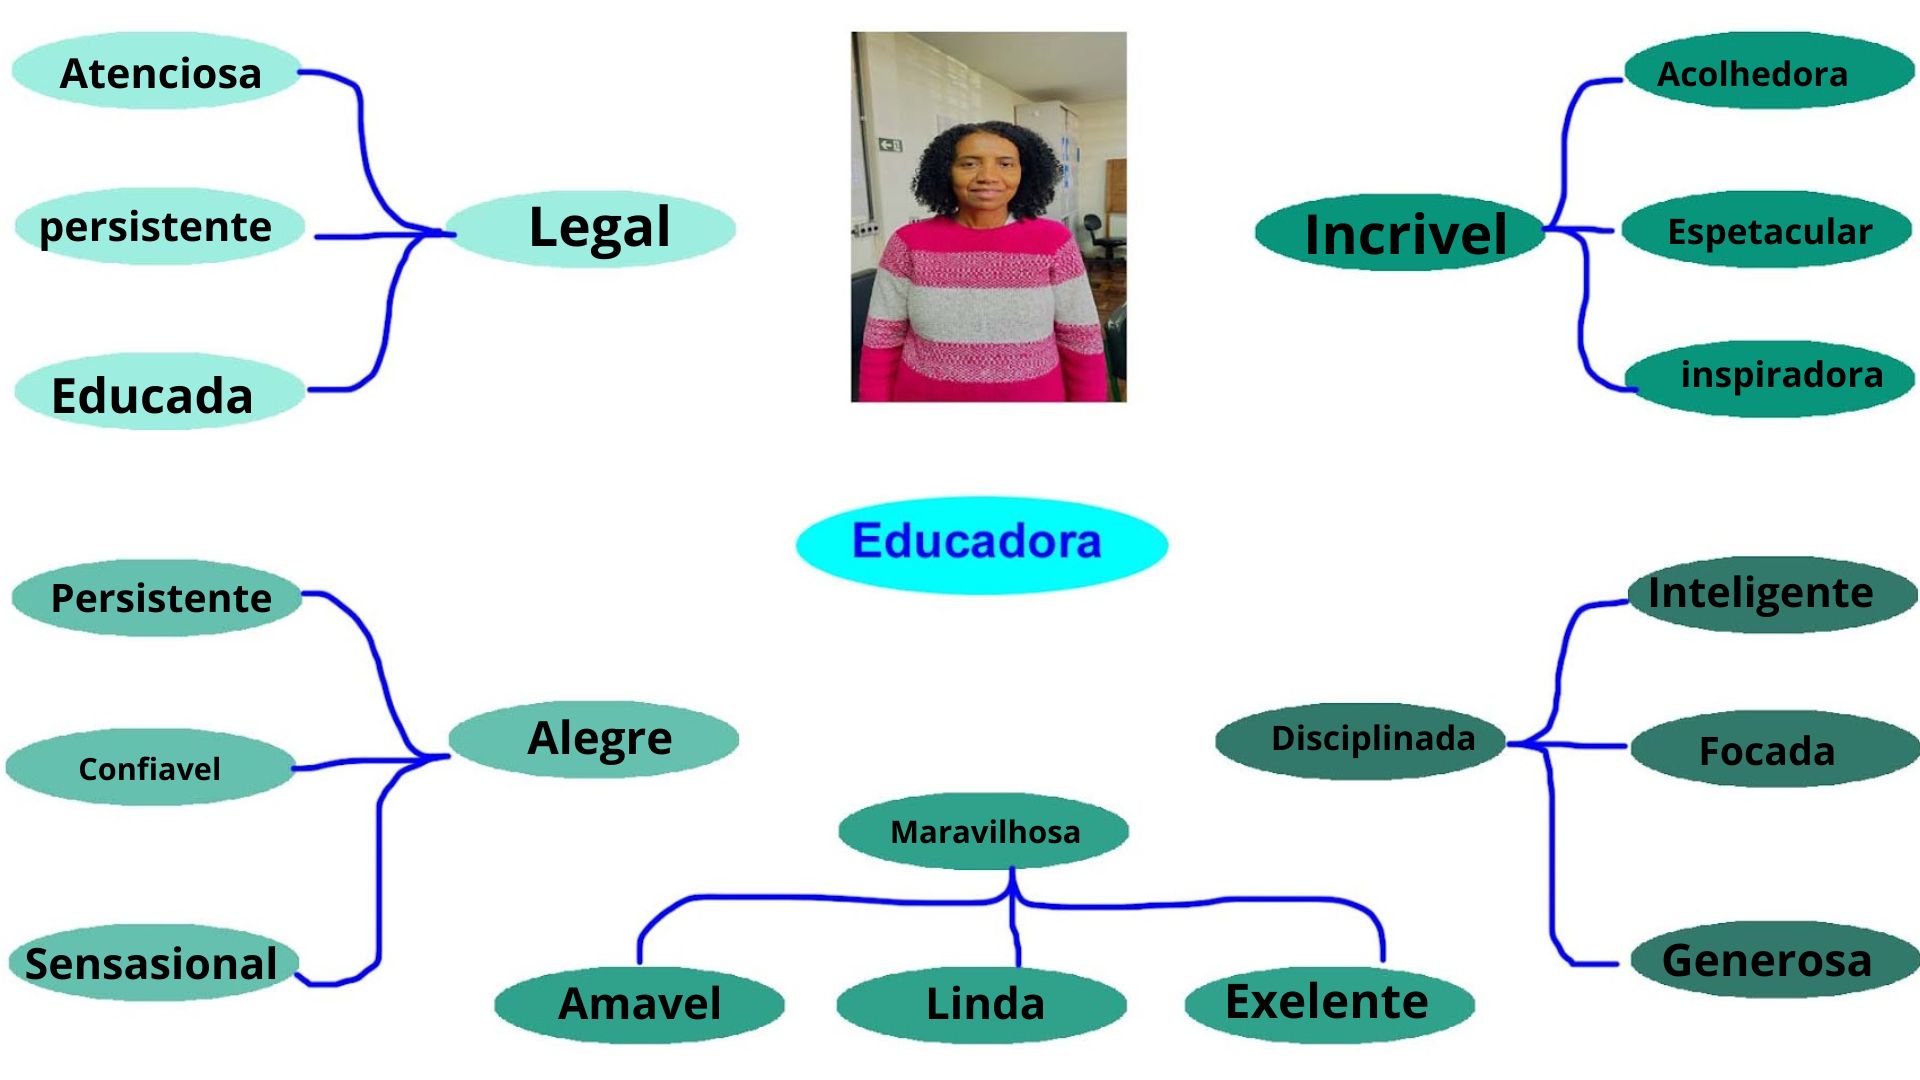 Atenciosa
persistente
Educada
Legal
Incrivel
Acolhedora
Espetacular
inspiradora
Educadora
Persistente
Confiavel
Sensasional
Alegre
Maravilhosa
Amavel
Linda
Exelente
Disciplinada
Inteligente
Focada
Generosa